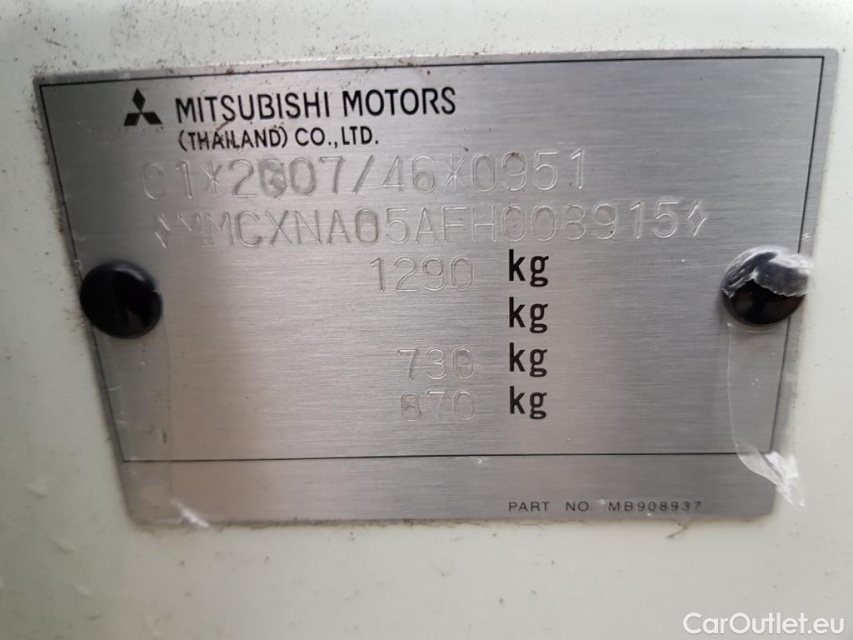 MITSUBISHI MOTORS
(THAILAND) CO., LTD.
e1*2007/46*0951
MMCXNA05AFH008915
1290 kg
kg
730 kg
670 kg
PART NO. MB908937
CarOutlet.eu